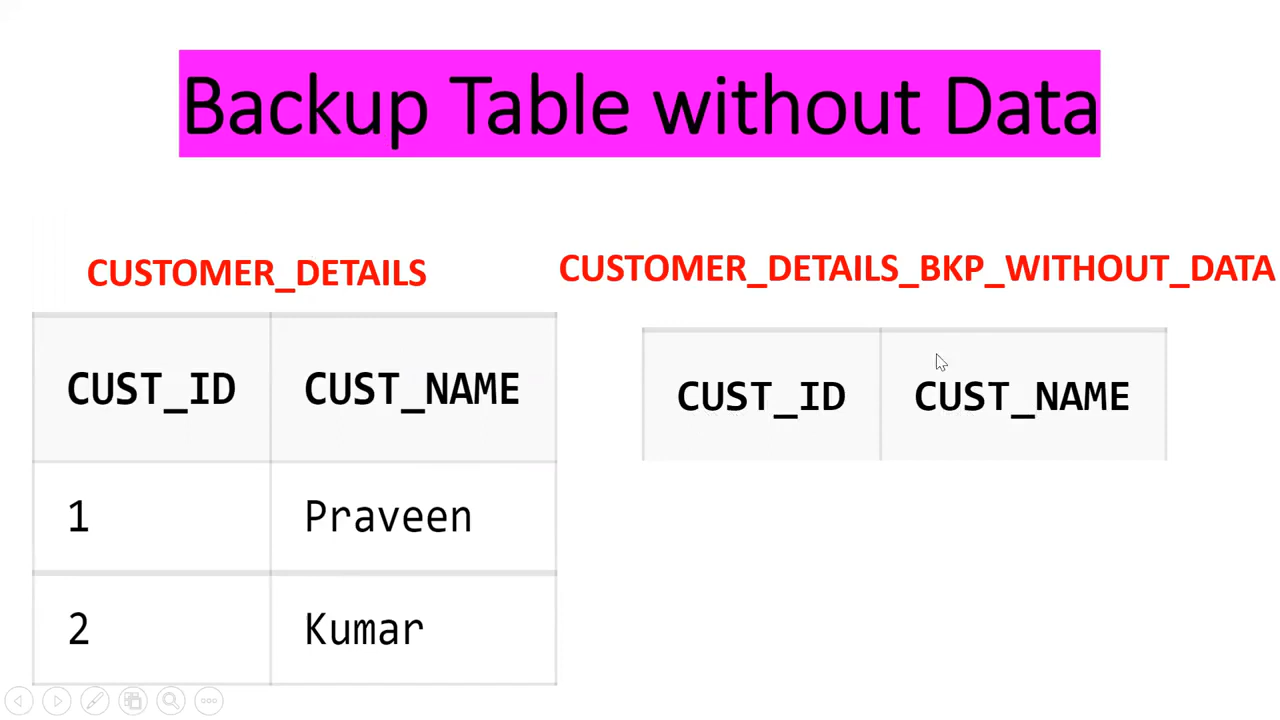 Backup Table without Data
CUSTOMER_DETAILS
CUST_ID CUST_NAME
1 Praveen
2 Kumar
CUSTOMER_DETAILS_BKP_WITHOUT_DATA
CUST_ID CUST_NAME